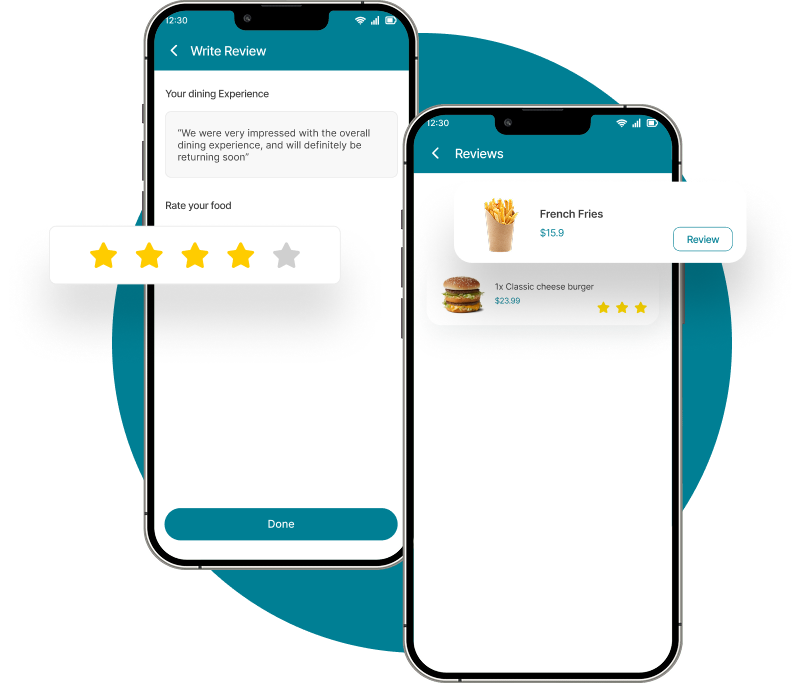 12:30
Write Review
Your dining Experience
“We were very impressed with the overall
dining experience, and will definitely be
returning soon”
Rate your food
Done
12:30
Reviews
French Fries
$15.9
Review
1x Classic cheese burger
$23.99